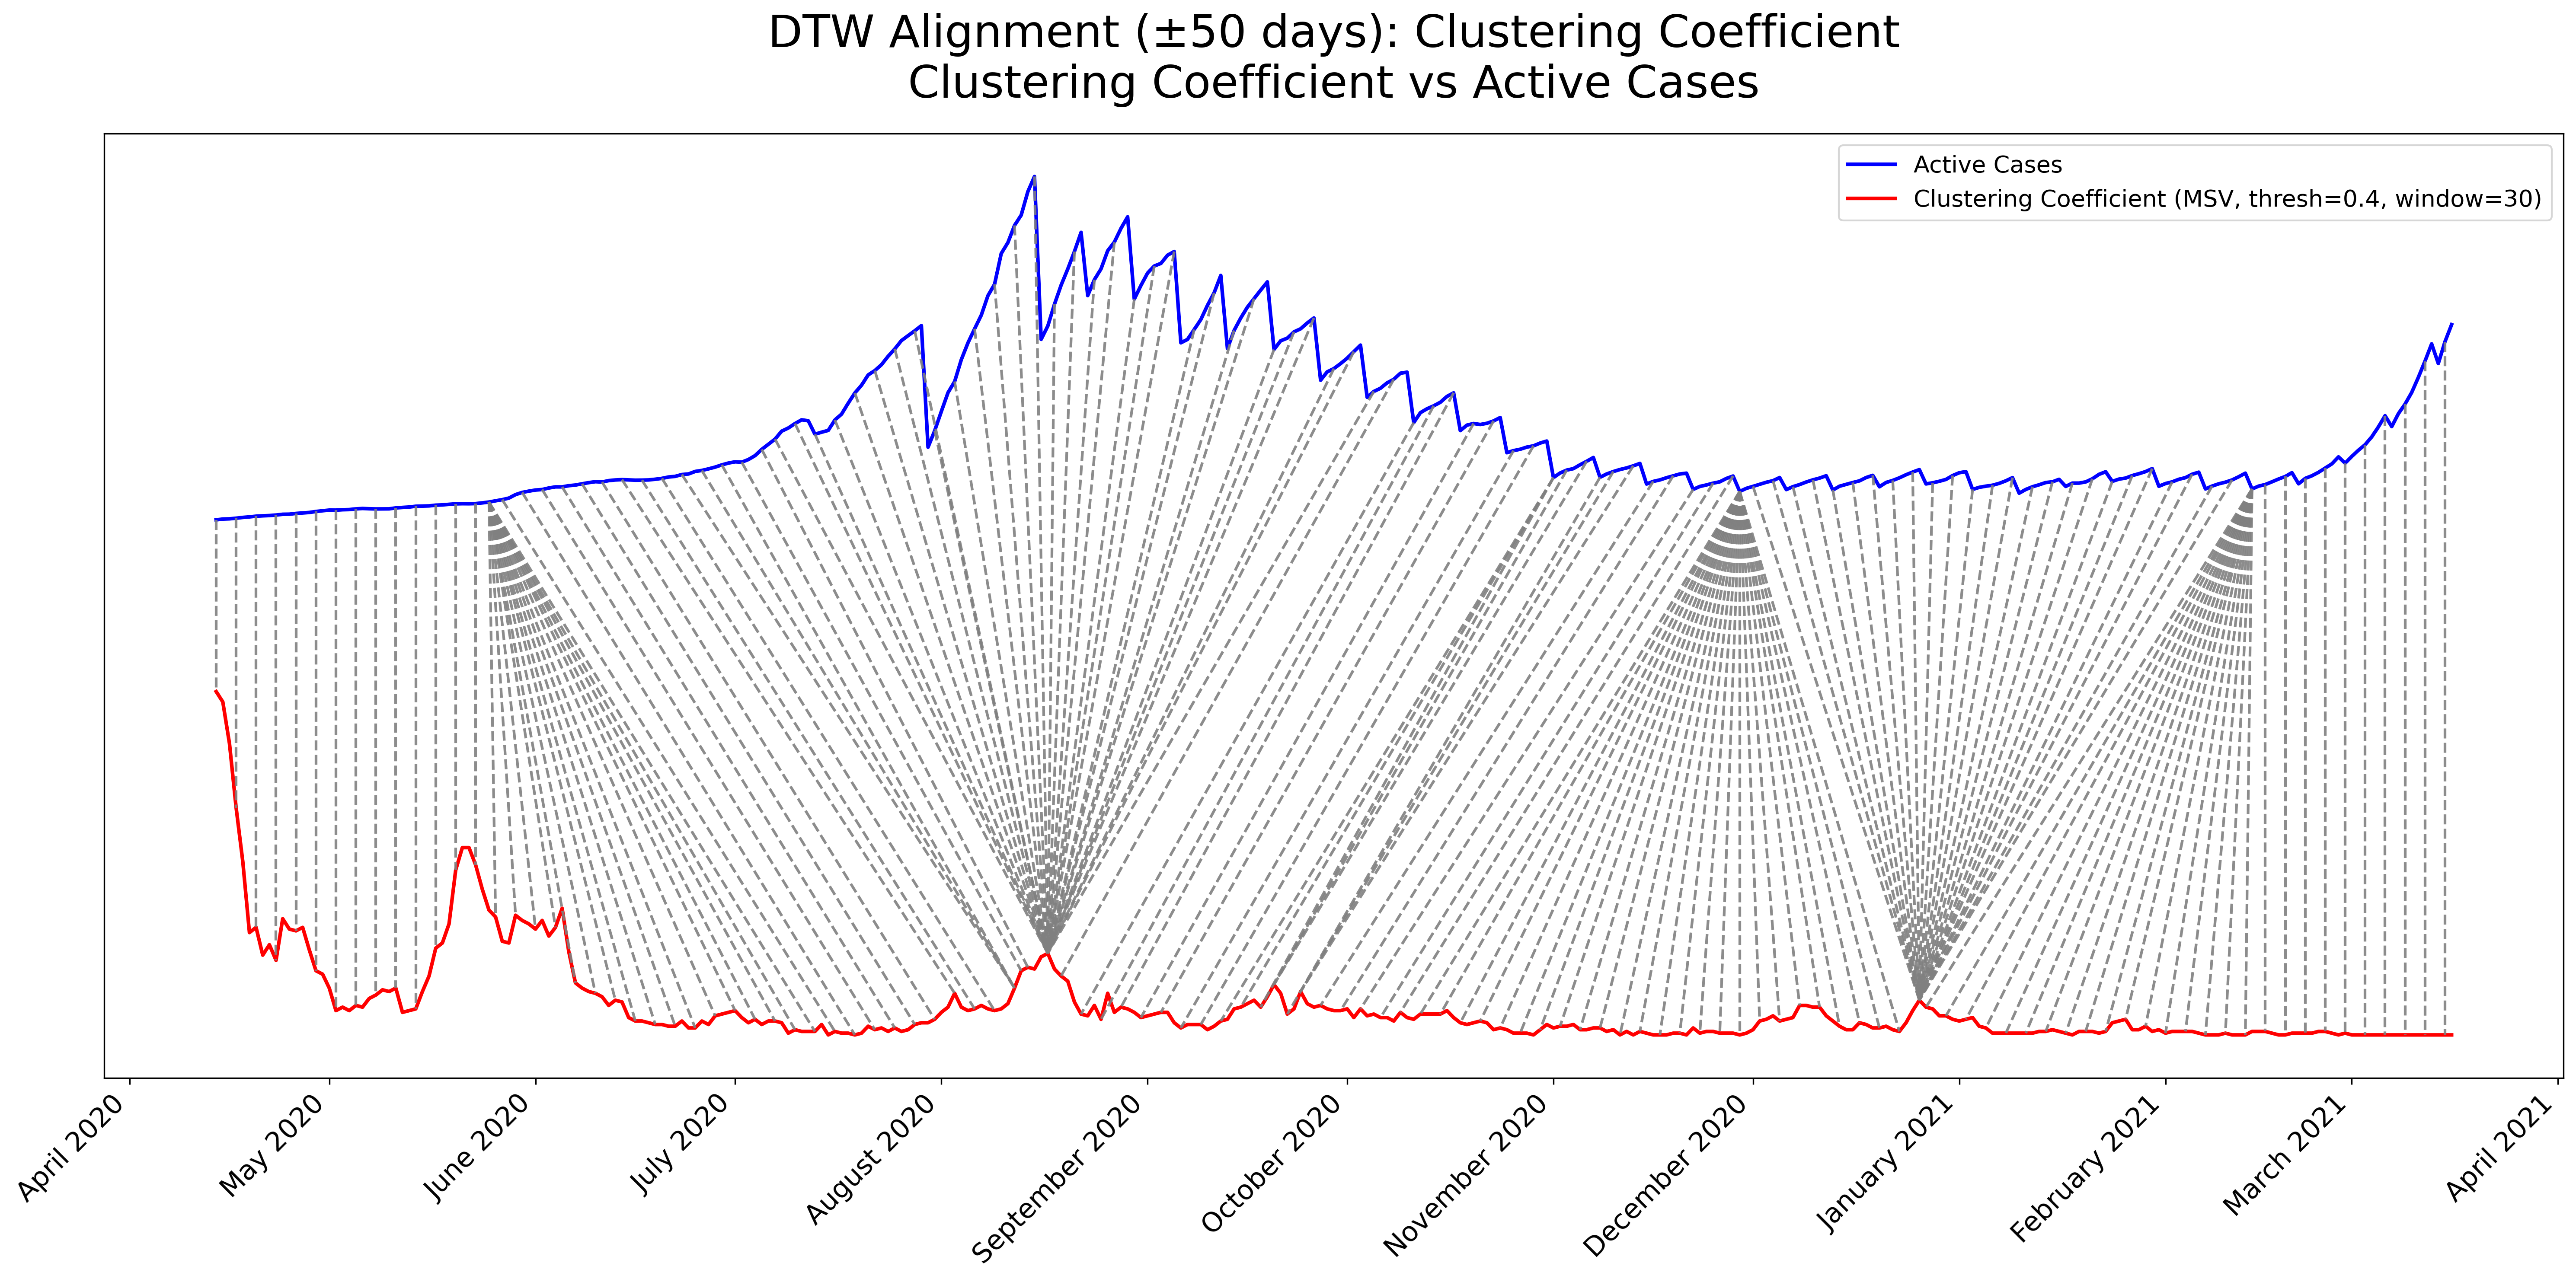 DTW Alignment (±50 days): Clustering Coefficient
Clustering Coefficient vs Active Cases
Active Cases
Clustering Coefficient (MSV, thresh=0.4, window=30)
April 2020
May 2020
June 2020
July 2020
August 2020
September 2020
October 2020
November 2020
December 2020
January 2021
February 2021
March 2021
April 2021